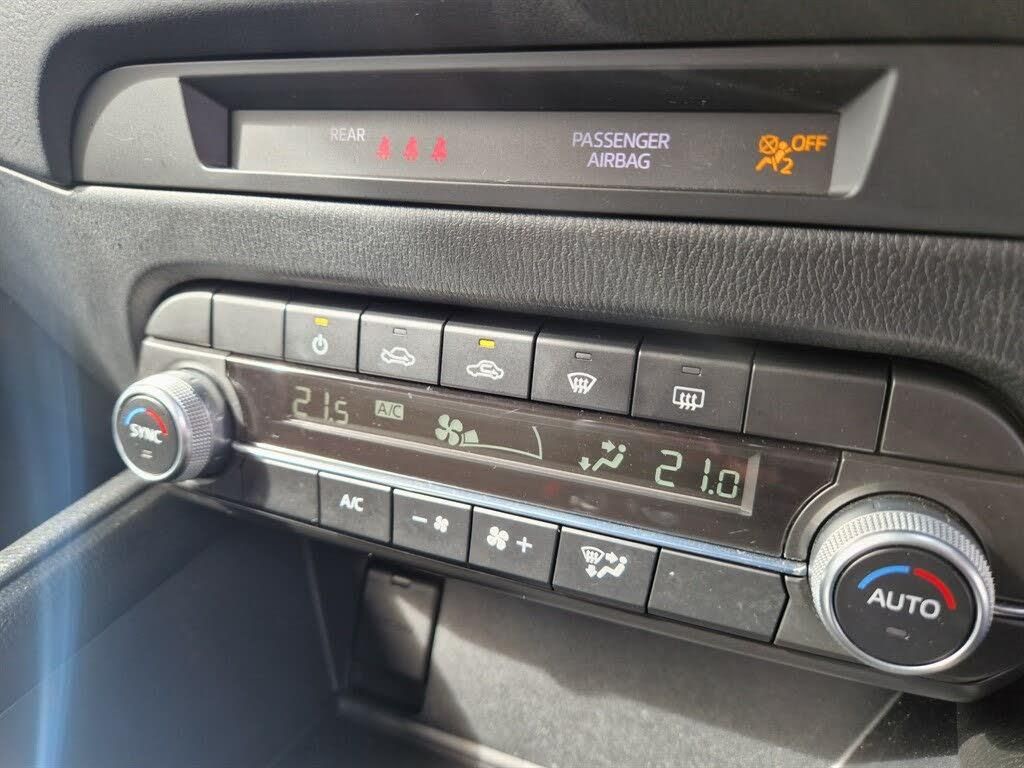 REAR
PASSENGER
AIRBAG
OFF
2
21.5
A/C
21.0
SYNC
A/C
- +
AUTO